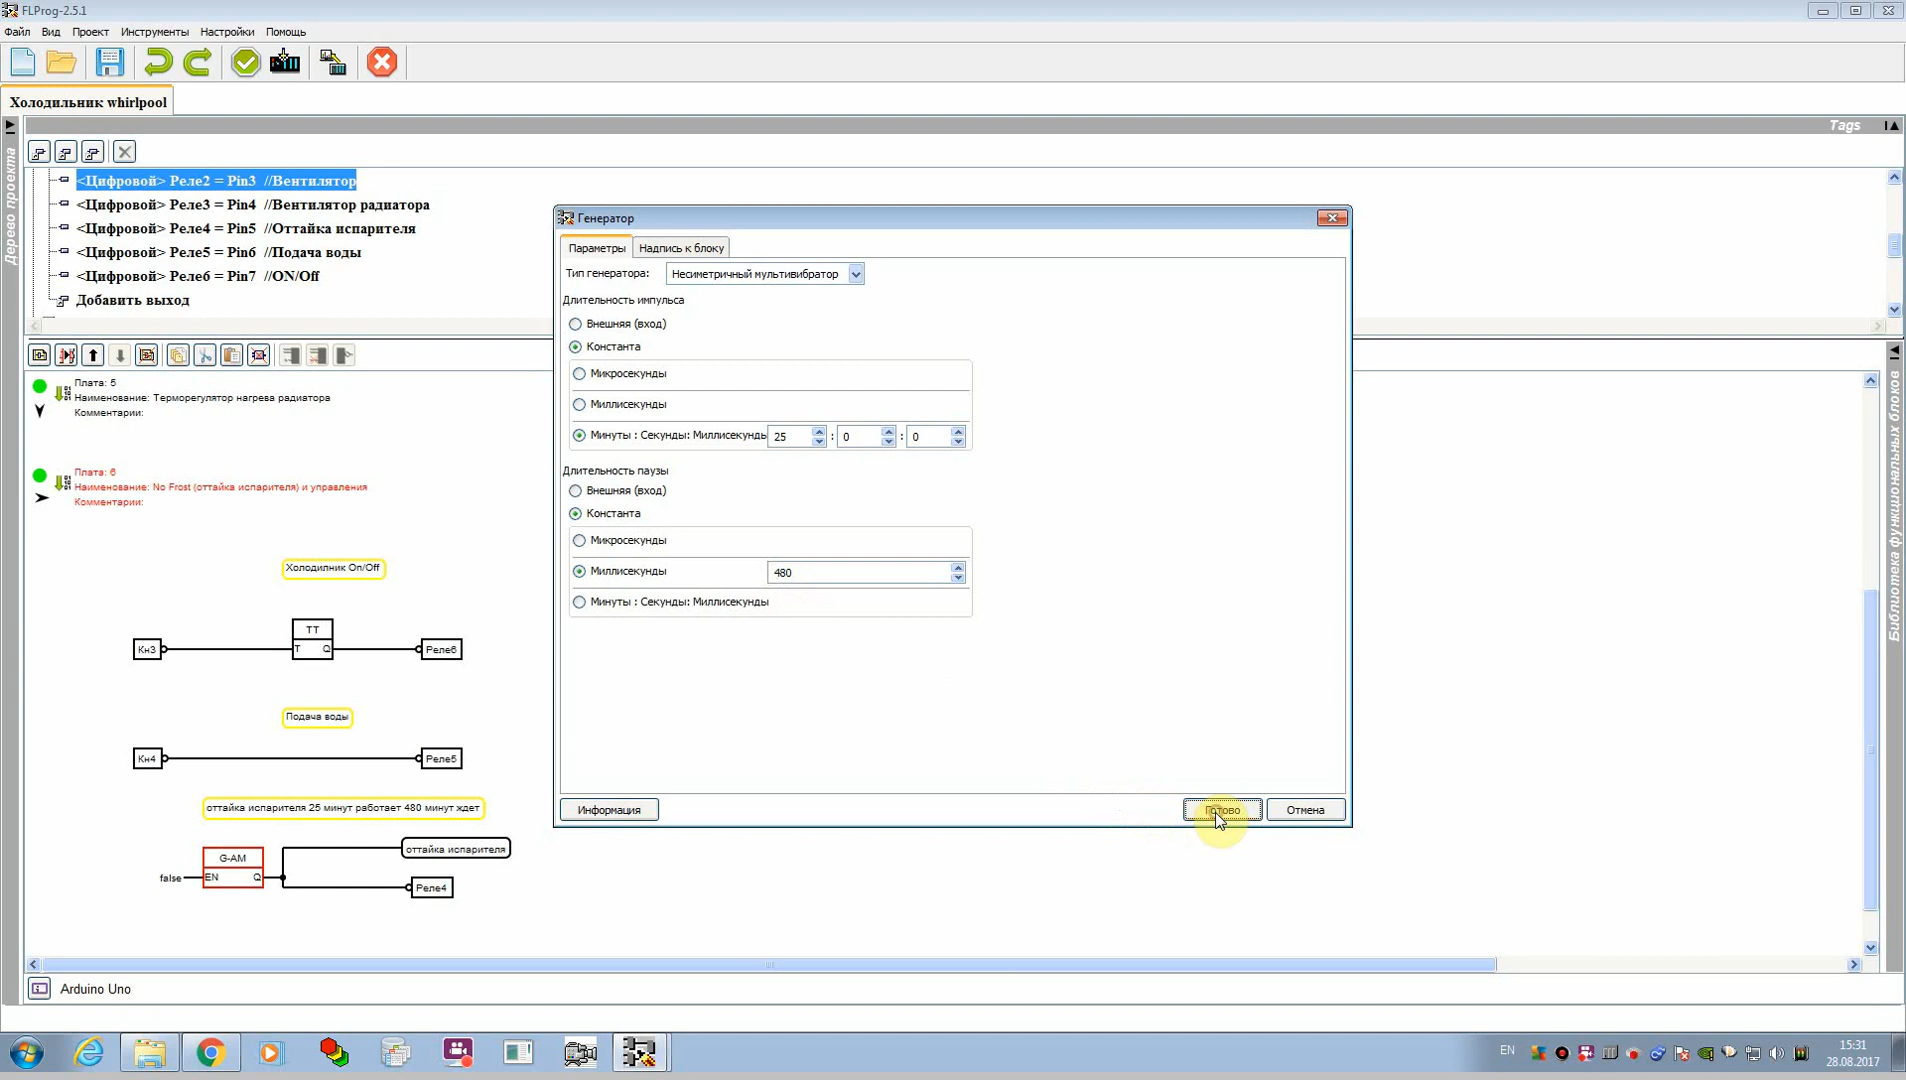 FLProg-2.5.1
Файл Вид Проект Инструменты Настройки Помощь
Холодильник whirlpool
Tags
Дерево проекта
<Цифровой> Реле2 = Pin3 //Вентилятор
<Цифровой> Реле3 = Pin4 //Вентилятор радиатора
<Цифровой> Реле4 = Pin5 //Оттайка испарителя
<Цифровой> Реле5 = Pin6 //Подача воды
<Цифровой> Реле6 = Pin7 //ON/Off
Добавить выход
Плата: 5
Наименование: Терморегулятор нагрева радиатора
Комментарии:
Плата: 6
Наименование: No Frost (оттайка испарителя) и управления
Комментарии:
Холодилник On/Off
Кн3
TT
T Q
Реле6
Подача воды
Кн4
Реле5
оттайка испарителя 25 минут работает 480 минут ждет
false
G-AM
EN Q
оттайка испарителя
Реле4
Генератор
Параметры Надпись к блоку
Тип генератора: Несиметричный мультивибратор
Длительность импульса
Внешняя (вход)
Константа
Микросекунды
Миллисекунды
Минуты : Секунды: Миллисекунды 25 : 0 : 0
Длительность паузы
Внешняя (вход)
Константа
Микросекунды
Миллисекунды 480
Минуты : Секунды: Миллисекунды
Информация Готово Отмена
Библиотека функциональных блоков
Arduino Uno
EN
15:31
28.08.2017